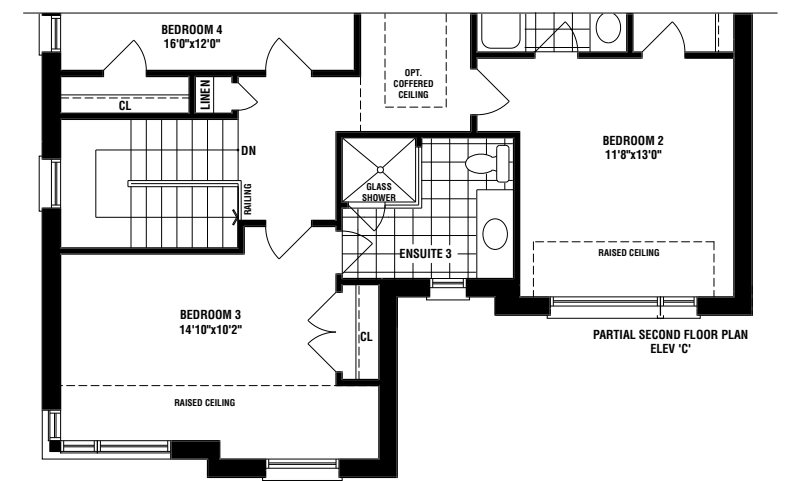 BEDROOM 4
16'0"x12'0"
OPT.
COFFERED
CEILING
LINEN
CL
BEDROOM 2
11'8"x13'0"
DN
RAILING
GLASS
SHOWER
ENSUITE 3
RAISED CEILING
BEDROOM 3
14'10"x10'2"
CL
PARTIAL SECOND FLOOR PLAN
ELEV 'C'
RAISED CEILING